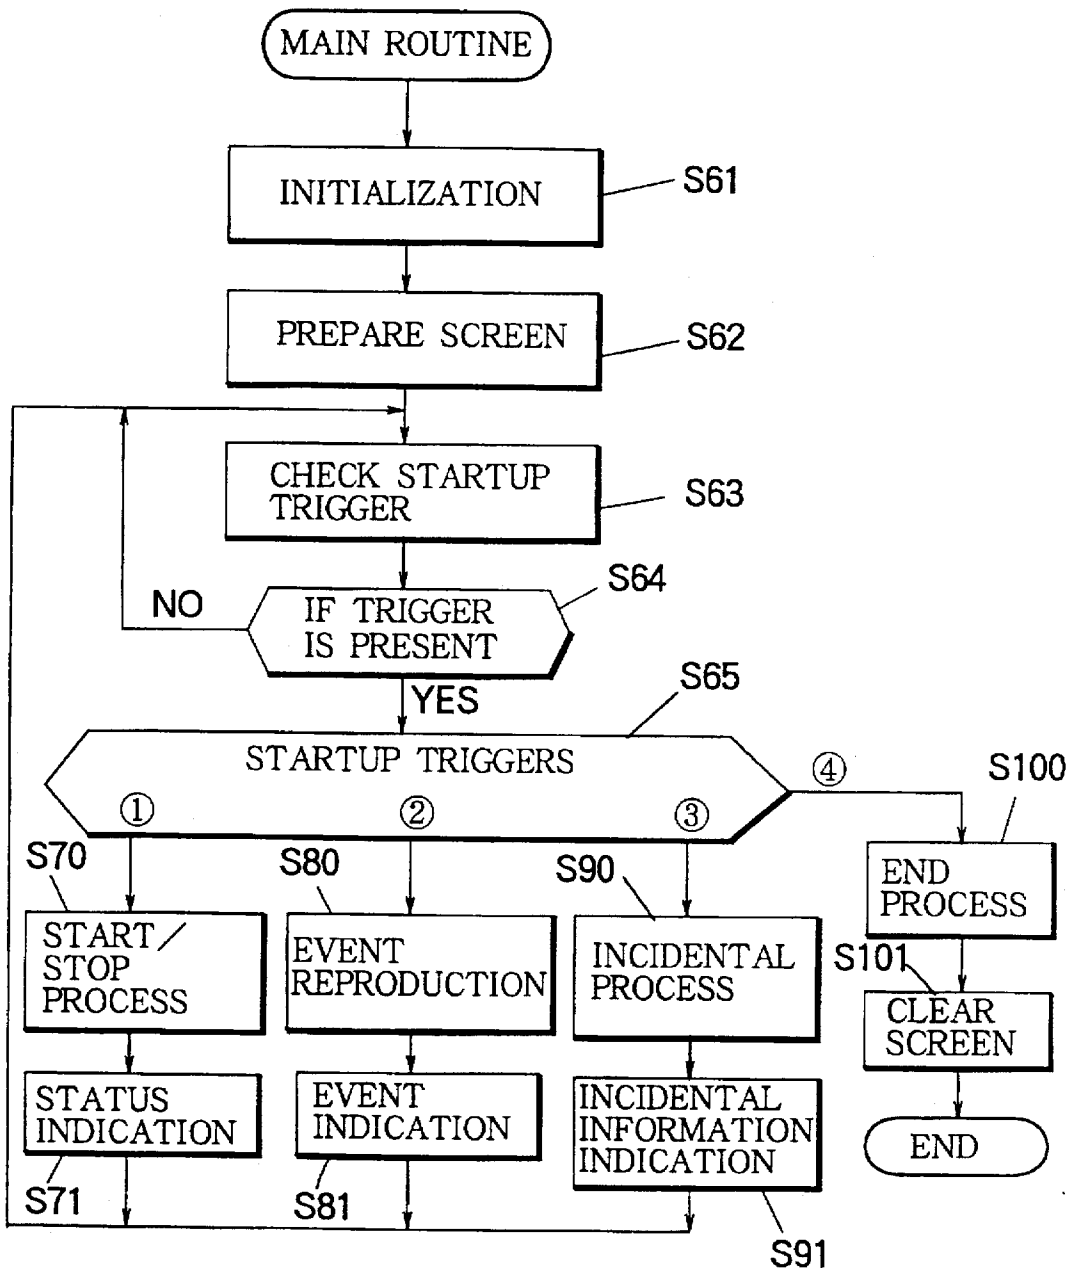 MAIN ROUTINE
INITIALIZATION
S61
PREPARE SCREEN
S62
CHECK STARTUP
TRIGGER
S63
IF TRIGGER
IS PRESENT
S64
NO
YES
S65
STARTUP TRIGGERS
① ② ③
④
S100
S70
START /
STOP
PROCESS
S80
EVENT
REPRODUCTION
S90
INCIDENTAL
PROCESS
END
PROCESS
S101
CLEAR
SCREEN
STATUS
INDICATION
S71
EVENT
INDICATION
S81
INCIDENTAL
INFORMATION
INDICATION
S91
END